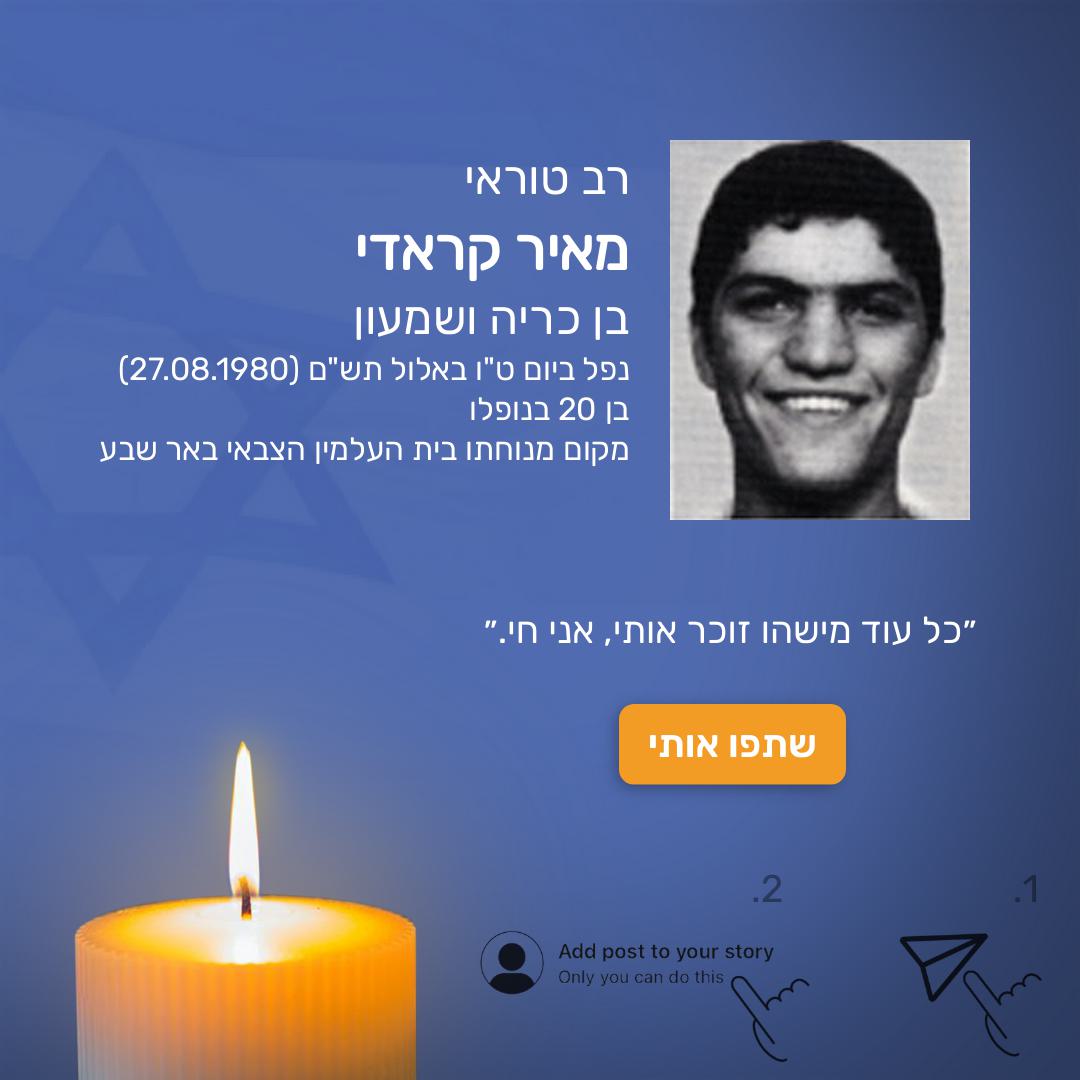 רב טוראי
מאיר קראדי
בן כריה ושמעון
נפל ביום ט"ו באלול תש"ם (27.08.1980)
בן 20 בנופלו
מקום מנוחתו בית העלמין הצבאי באר שבע
״כל עוד מישהו זוכר אותי, אני חי.״
שתפו אותי
1.
2.
Add post to your story
Only you can do this